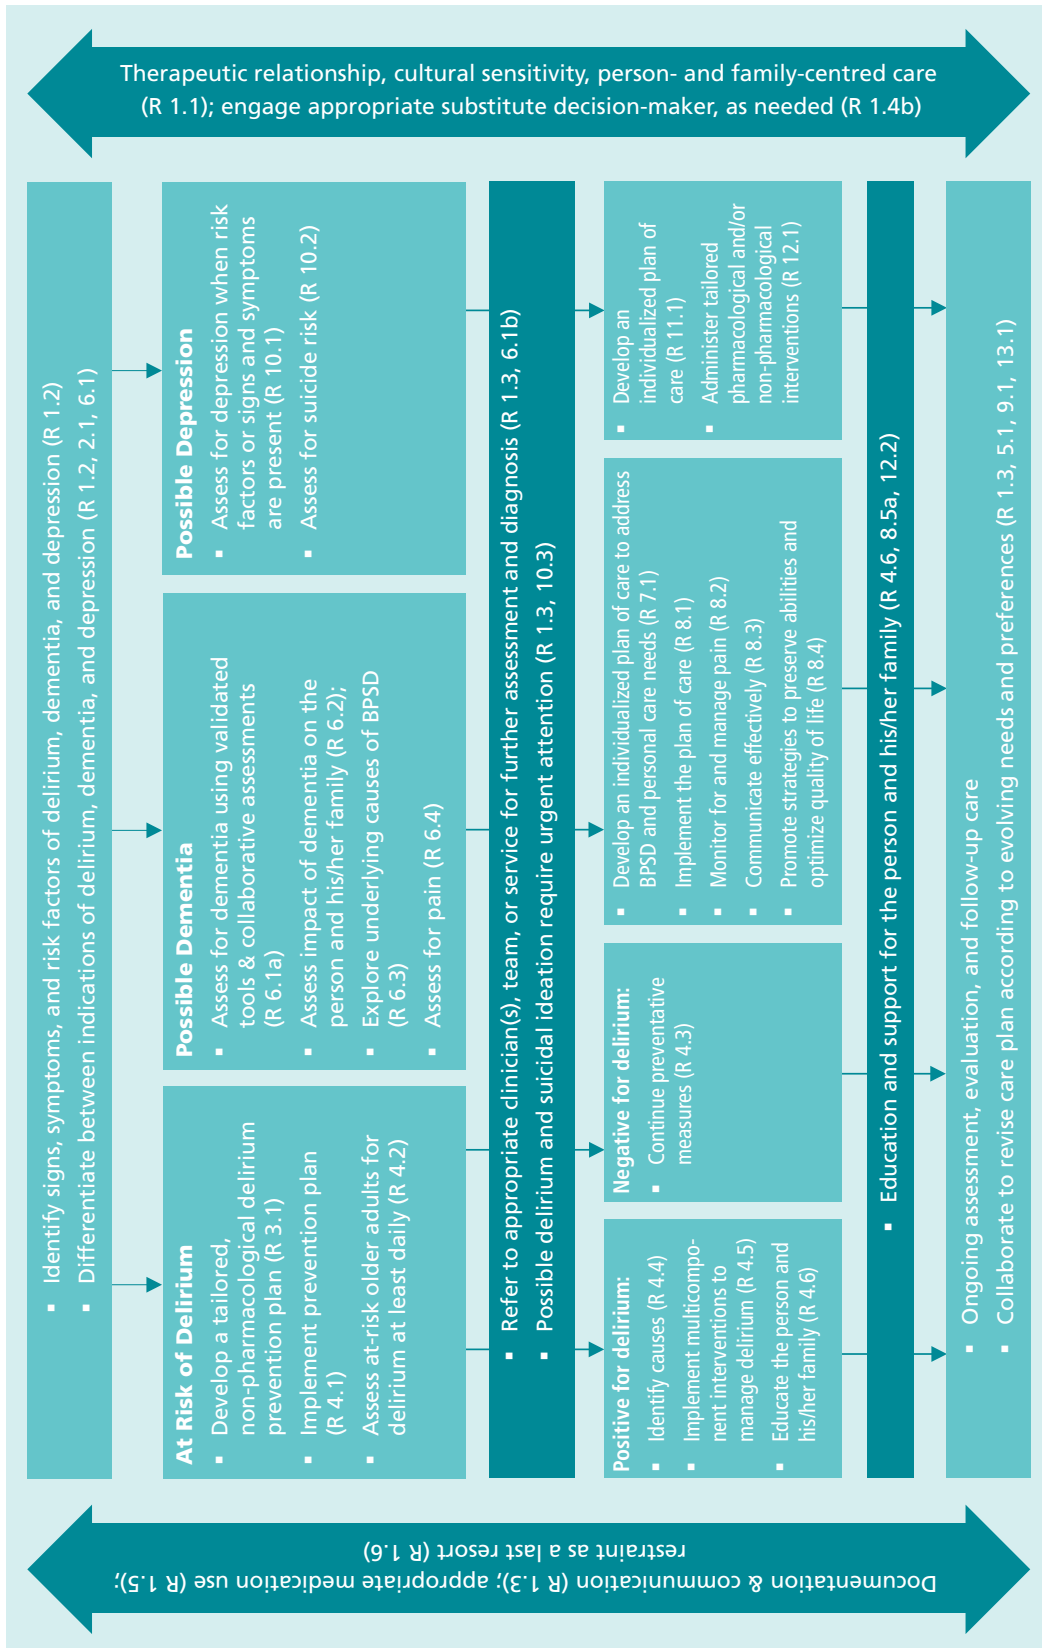 Therapeutic relationship, cultural sensitivity, person- and family-centred care
(R 1.1); engage appropriate substitute decision-maker, as needed (R 1.4b)
▪ Identify signs, symptoms, and risk factors of delirium, dementia, and depression (R 1.2)
▪ Differentiate between indications of delirium, dementia, and depression (R 1.2, 2.1, 6.1)
At Risk of Delirium
▪ Develop a tailored,
non-pharmacological delirium
prevention plan (R 3.1)
▪ Implement prevention plan
(R 4.1)
▪ Assess at-risk older adults for
delirium at least daily (R 4.2)
Possible Dementia
▪ Assess for dementia using validated
tools & collaborative assessments
(R 6.1a)
▪ Assess impact of dementia on the
person and his/her family (R 6.2);
▪ Explore underlying causes of BPSD
(R 6.3)
▪ Assess for pain (R 6.4)
Possible Depression
▪ Assess for depression when risk
factors or signs and symptoms
are present (R 10.1)
▪ Assess for suicide risk (R 10.2)
▪ Refer to appropriate clinician(s), team, or service for further assessment and diagnosis (R 1.3, 6.1b)
▪ Possible delirium and suicidal ideation require urgent attention (R 1.3, 10.3)
Positive for delirium:
▪ Identify causes (R 4.4)
▪ Implement multicompo-
nent interventions to
manage delirium (R 4.5)
▪ Educate the person and
his/her family (R 4.6)
Negative for delirium:
▪ Continue preventative
measures (R 4.3)
▪ Develop an individualized plan of care to address
BPSD and personal care needs (R 7.1)
▪ Implement the plan of care (R 8.1)
▪ Monitor for and manage pain (R 8.2)
▪ Communicate effectively (R 8.3)
▪ Promote strategies to preserve abilities and
optimize quality of life (R 8.4)
▪ Develop an
individualized plan of
care (R 11.1)
▪ Administer tailored
pharmacological and/or
non-pharmacological
interventions (R 12.1)
▪ Education and support for the person and his/her family (R 4.6, 8.5a, 12.2)
▪ Ongoing assessment, evaluation, and follow-up care
▪ Collaborate to revise care plan according to evolving needs and preferences (R 1.3, 5.1, 9.1, 13.1)
Documentation & communication (R 1.3); appropriate medication use (R 1.5);
restraint as a last resort (R 1.6)